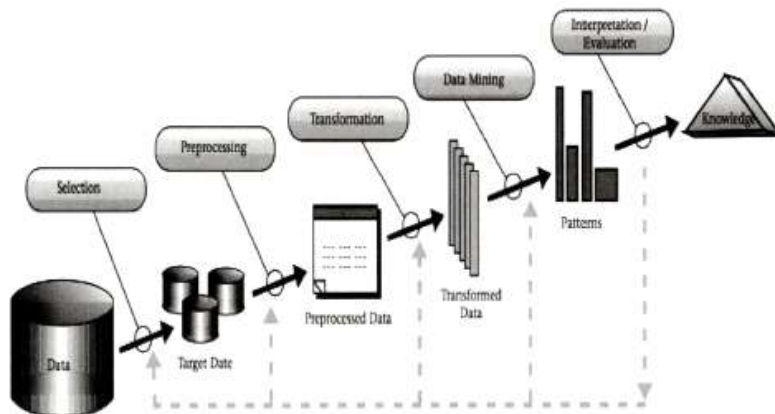 Interpretation /
Evaluation
Data Mining
Transformation
Preprocessing
Selection
Knowledge
Patterns
Transformed
Data
Preprocessed Data
Target Date
Data